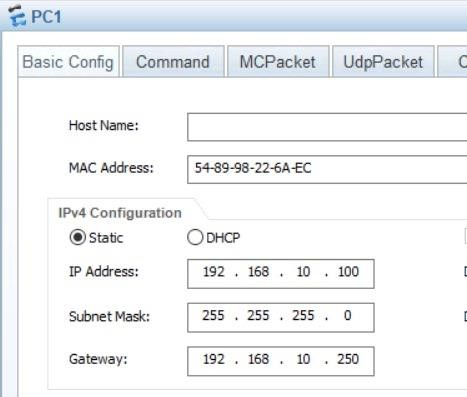 PC1
Basic Config Command MCPacket UdpPacket
Host Name:
MAC Address: 54-89-98-22-6A-EC
IPv4 Configuration
Static DHCP
IP Address: 192 . 168 . 10 . 100
Subnet Mask: 255 . 255 . 255 . 0
Gateway: 192 . 168 . 10 . 250